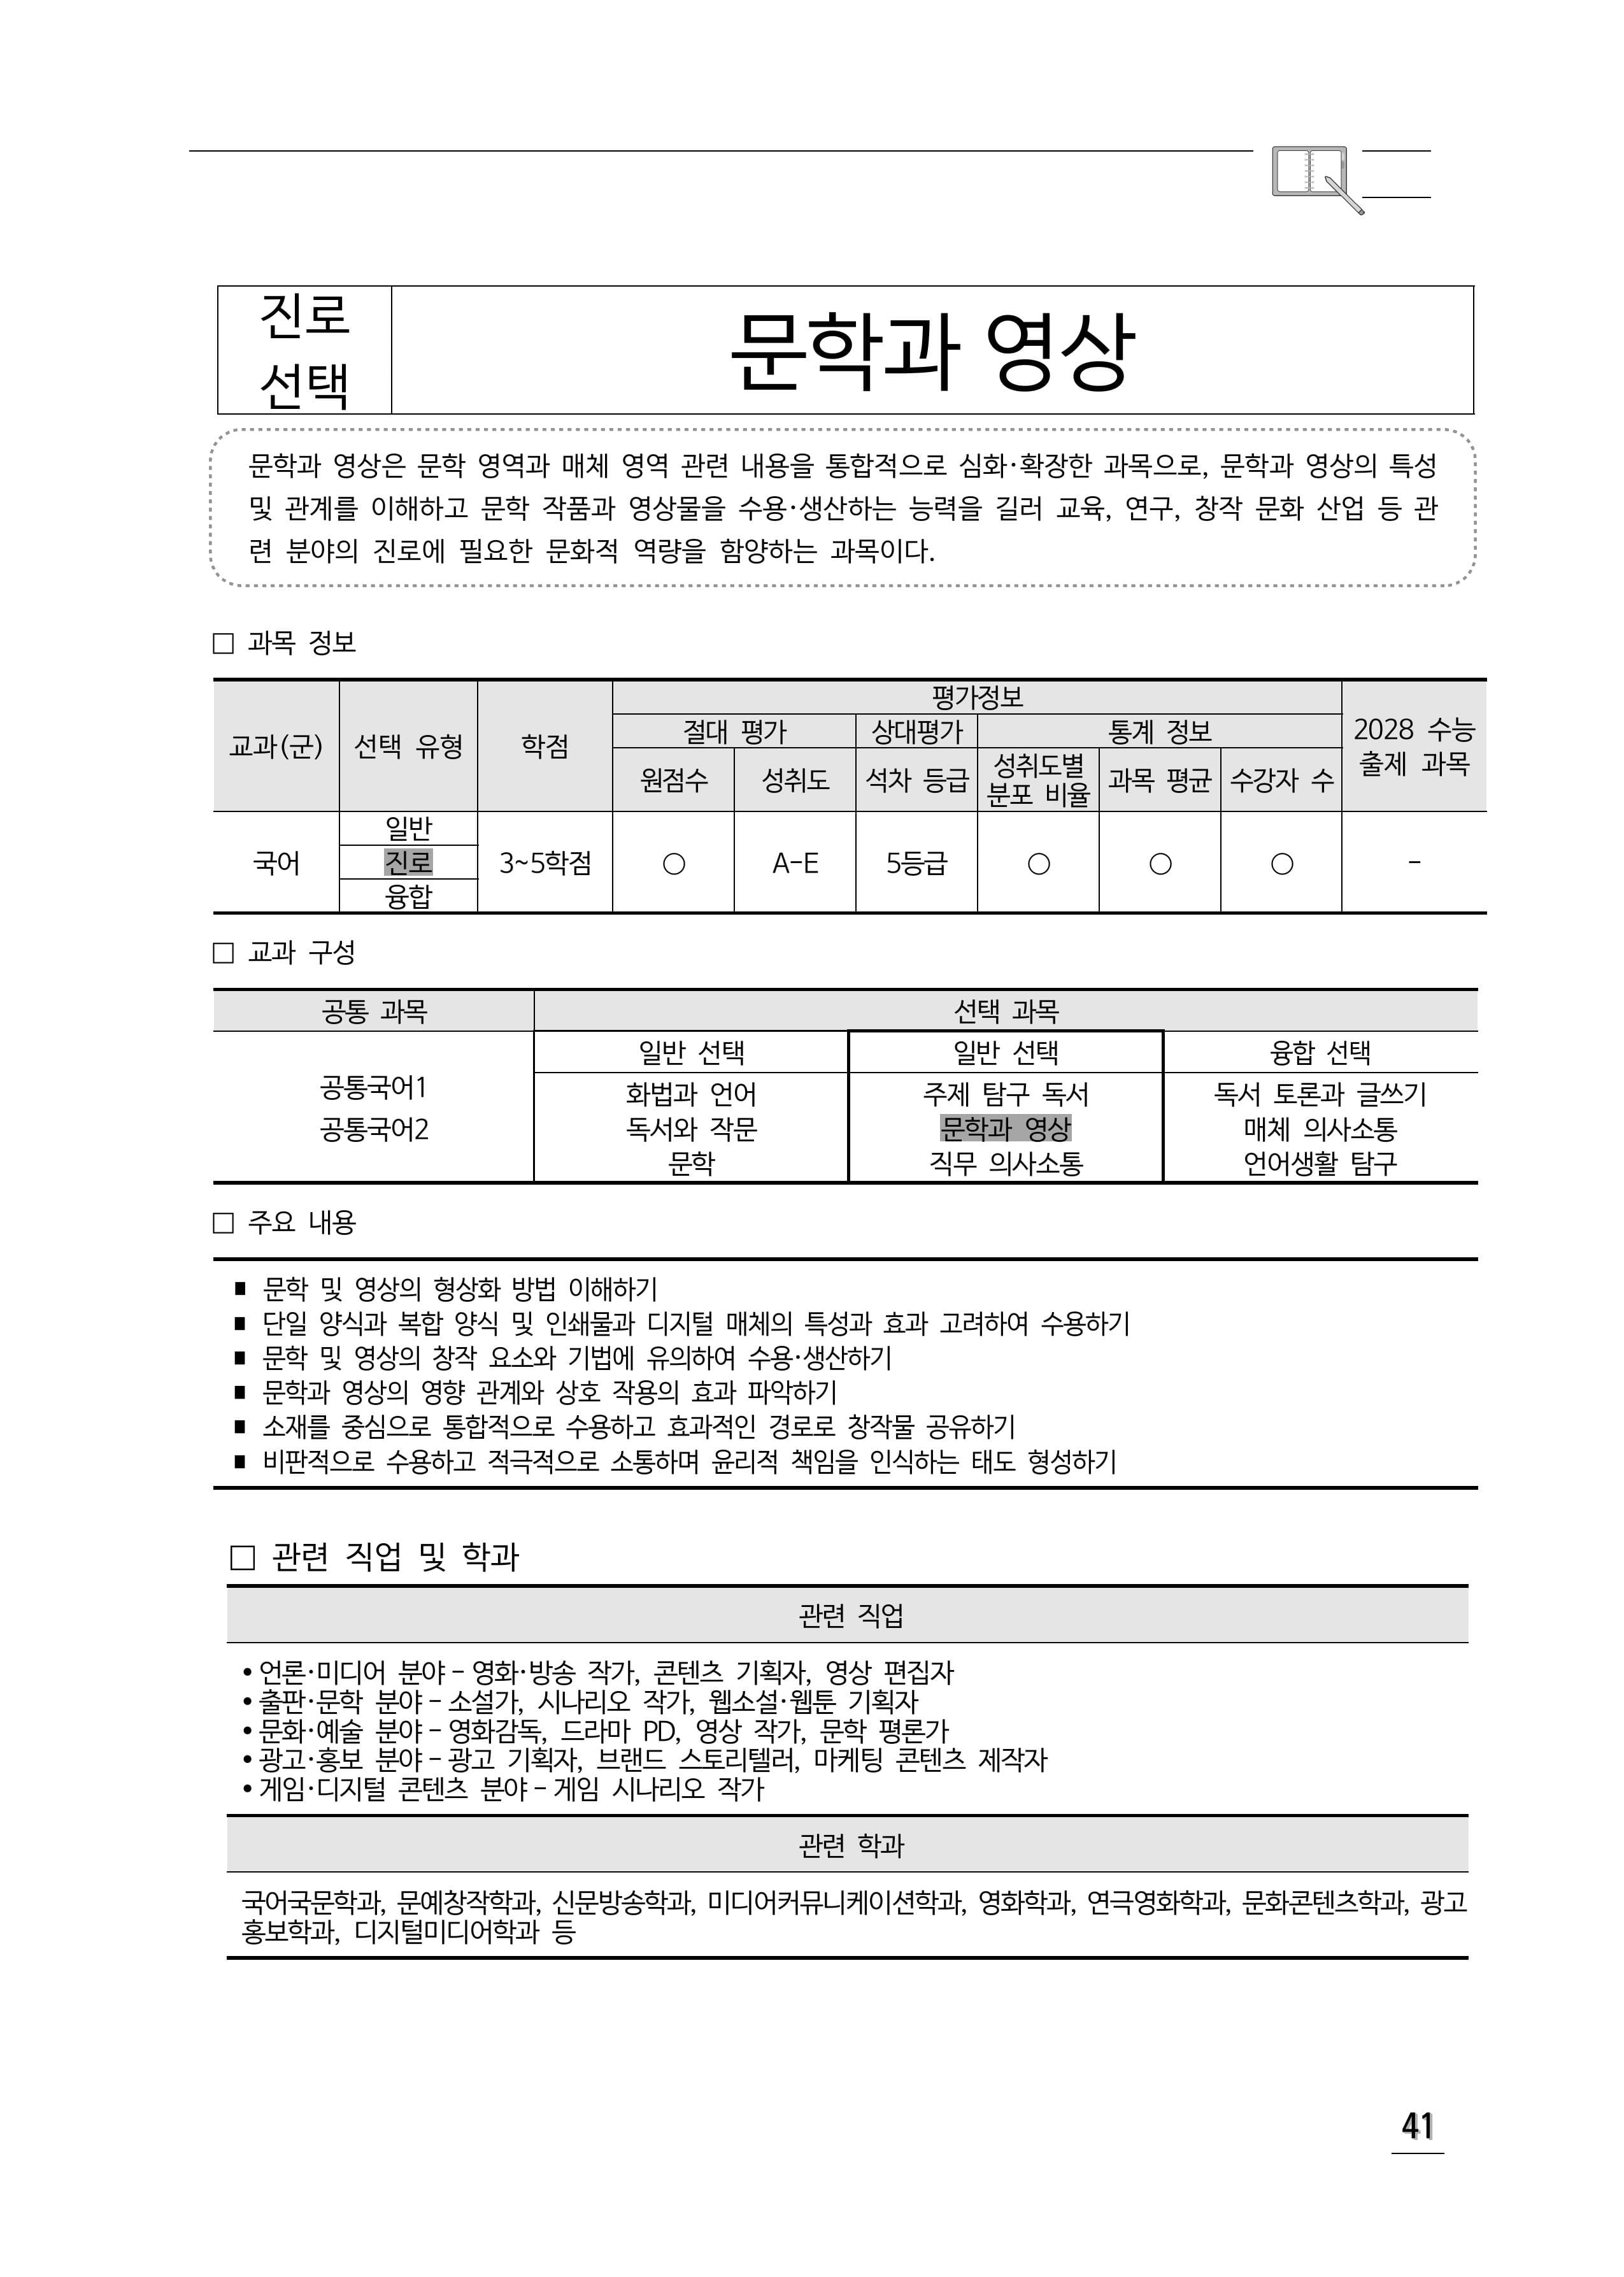 진로
선택
문학과 영상
문학과 영상은 문학 영역과 매체 영역 관련 내용을 통합적으로 심화·확장한 과목으로, 문학과 영상의 특성
및 관계를 이해하고 문학 작품과 영상물을 수용·생산하는 능력을 길러 교육, 연구, 창작 문화 산업 등 관
련 분야의 진로에 필요한 문화적 역량을 함양하는 과목이다.
□ 과목 정보
평가정보
교과(군) 선택 유형 학점 절대 평가 상대평가 통계 정보 2028 수능
출제 과목
원점수 성취도 석차 등급 성취도별
분포 비율 과목 평균 수강자 수
일반
국어 진로 3~5학점 ○ A-E 5등급 ○ ○ ○ -
융합
□ 교과 구성
공통 과목 선택 과목
일반 선택 일반 선택 융합 선택
공통국어1 화법과 언어 주제 탐구 독서 독서 토론과 글쓰기
공통국어2 독서와 작문 문학과 영상 매체 의사소통
문학 직무 의사소통 언어생활 탐구
□ 주요 내용
▪ 문학 및 영상의 형상화 방법 이해하기
▪ 단일 양식과 복합 양식 및 인쇄물과 디지털 매체의 특성과 효과 고려하여 수용하기
▪ 문학 및 영상의 창작 요소와 기법에 유의하여 수용·생산하기
▪ 문학과 영상의 영향 관계와 상호 작용의 효과 파악하기
▪ 소재를 중심으로 통합적으로 수용하고 효과적인 경로로 창작물 공유하기
▪ 비판적으로 수용하고 적극적으로 소통하며 윤리적 책임을 인식하는 태도 형성하기
□ 관련 직업 및 학과
관련 직업
• 언론·미디어 분야 - 영화·방송 작가, 콘텐츠 기획자, 영상 편집자
• 출판·문학 분야 - 소설가, 시나리오 작가, 웹소설·웹툰 기획자
• 문화·예술 분야 - 영화감독, 드라마 PD, 영상 작가, 문학 평론가
• 광고·홍보 분야 - 광고 기획자, 브랜드 스토리텔러, 마케팅 콘텐츠 제작자
• 게임·디지털 콘텐츠 분야 - 게임 시나리오 작가
관련 학과
국어국문학과, 문예창작학과, 신문방송학과, 미디어커뮤니케이션학과, 영화학과, 연극영화학과, 문화콘텐츠학과, 광고
홍보학과, 디지털미디어학과 등
41